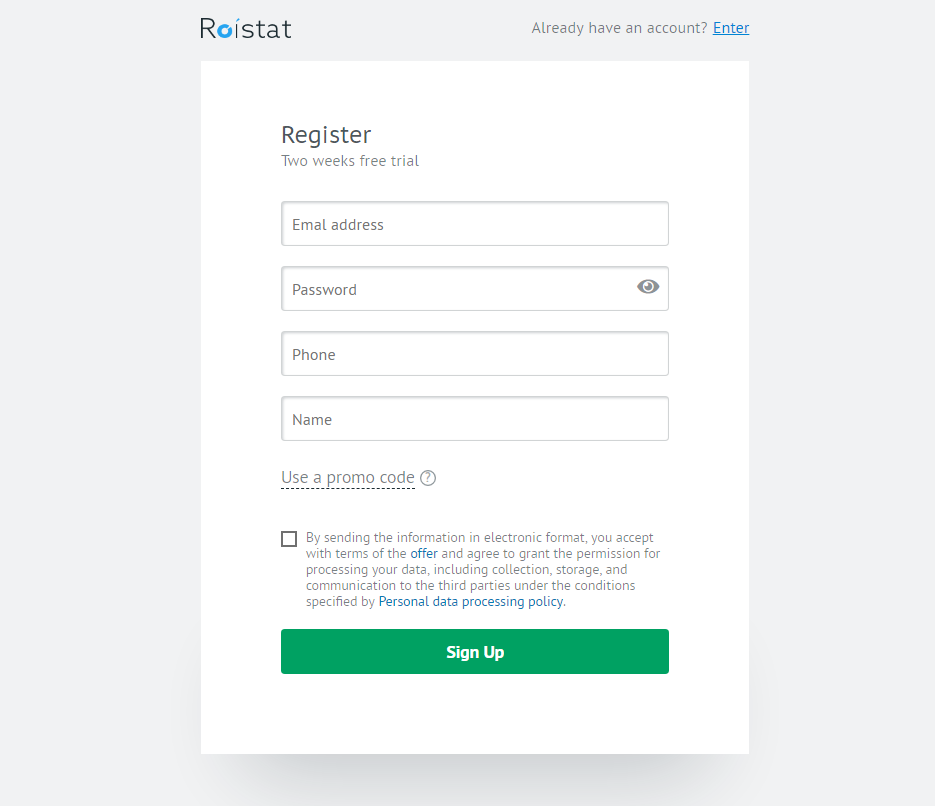 Roistat
Already have an account? Enter
Register
Two weeks free trial
Emal address
Password
Phone
Name
Use a promo code ?
By sending the information in electronic format, you accept
with terms of the offer and agree to grant the permission for
processing your data, including collection, storage, and
communication to the third parties under the conditions
specified by Personal data processing policy.
Sign Up